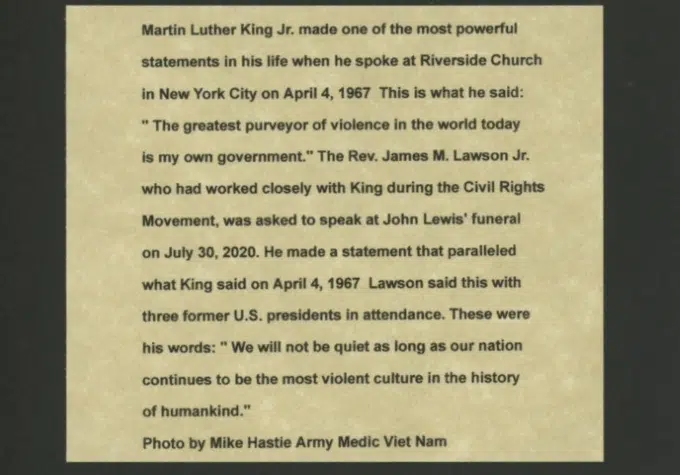 Martin Luther King Jr. made one of the most powerful
statements in his life when he spoke at Riverside Church
in New York City on April 4, 1967  This is what he said:
" The greatest purveyor of violence in the world today
is my own government." The Rev. James M. Lawson Jr.
who had worked closely with King during the Civil Rights
Movement, was asked to speak at John Lewis' funeral
on July 30, 2020. He made a statement that paralleled
what King said on April 4, 1967  Lawson said this with
three former U.S. presidents in attendance. These were
his words: " We will not be quiet as long as our nation
continues to be the most violent culture in the history
of humankind."
Photo by Mike Hastie Army Medic Viet Nam